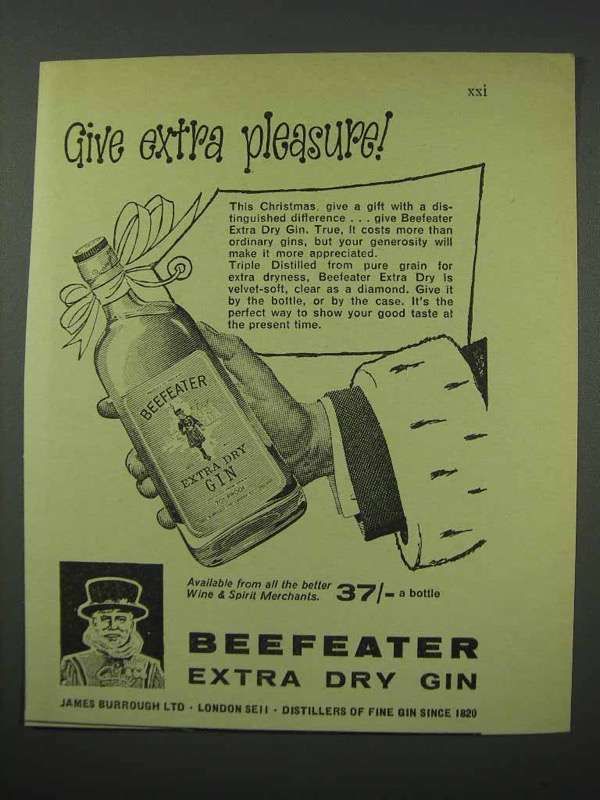 xxi
Give extra pleasure!
This Christmas give a gift with a dis-
tinguished difference . . . give Beefeater
Extra Dry Gin. True, It costs more than
ordinary gins, but your generosity will
make it more appreciated.
Triple Distilled from pure grain for
extra dryness, Beefeater Extra Dry is
velvet-soft, clear as a diamond. Give it
by the bottle, or by the case. It's the
perfect way to show your good taste at
the present time.
BEEFEATER
EXTRA DRY
GIN
70° PROOF
Available from all the better
Wine & Spirit Merchants.
37/- a bottle
BEEFEATER
EXTRA DRY GIN
JAMES BURROUGH LTD · LONDON SE11 · DISTILLERS OF FINE GIN SINCE 1820